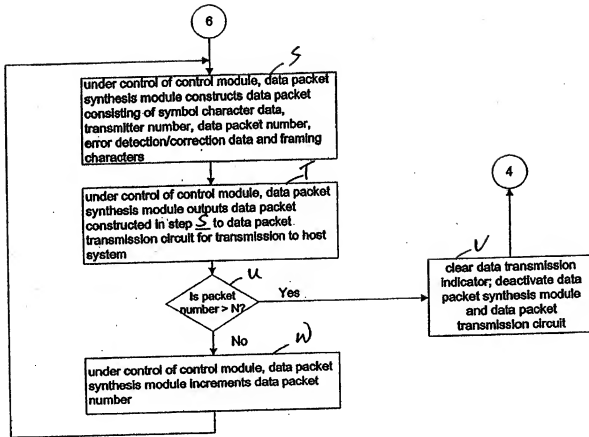 6
S
under control of control module, data packet
synthesis module constructs data packet
consisting of symbol character data,
transmitter number, data packet number,
error detection/correction data and framing
characters
T
under control of control module, data packet
synthesis module outputs data packet
constructed in step S to data packet
transmission circuit for transmission to host
system
U
Is
packet
number > N?
Yes
No
4
V
clear data transmission
indicator; deactivate data
packet synthesis module
and data packet
transmission circuit
W
under control of control module, data packet
synthesis module increments data packet
number